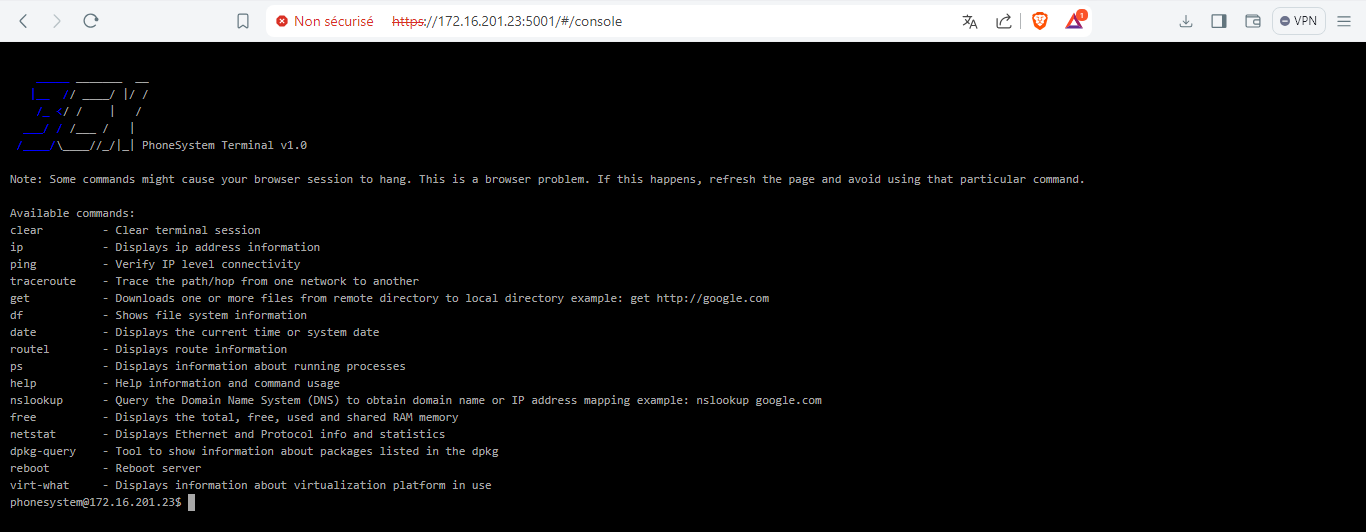 Non sécurisé https://172.16.201.23:5001/#/console 1 VPN
3CX
PhoneSystem Terminal v1.0
Note: Some commands might cause your browser session to hang. This is a browser problem. If this happens, refresh the page and avoid using that particular command.
Available commands:
clear - Clear terminal session
ip - Displays ip address information
ping - Verify IP level connectivity
traceroute - Trace the path/hop from one network to another
get - Downloads one or more files from remote directory to local directory example: get http://google.com
df - Shows file system information
date - Displays the current time or system date
routel - Displays route information
ps - Displays information about running processes
help - Help information and command usage
nslookup - Query the Domain Name System (DNS) to obtain domain name or IP address mapping example: nslookup google.com
free - Displays the total, free, used and shared RAM memory
netstat - Displays Ethernet and Protocol info and statistics
dpkg-query - Tool to show information about packages listed in the dpkg
reboot - Reboot server
virt-what - Displays information about virtualization platform in use
phonesystem@172.16.201.23$